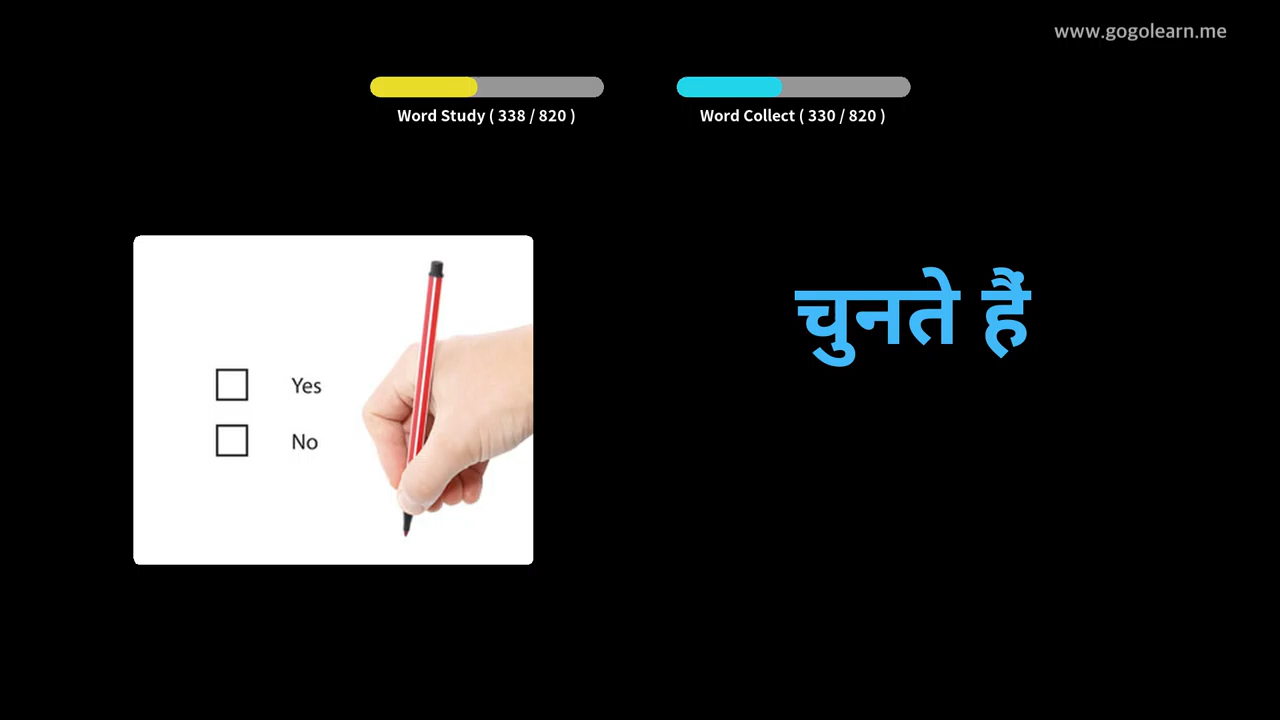 www.gogolearn.me
Word Study ( 338 / 820 )
Word Collect ( 330 / 820 )
चुनते हैं
Yes
No